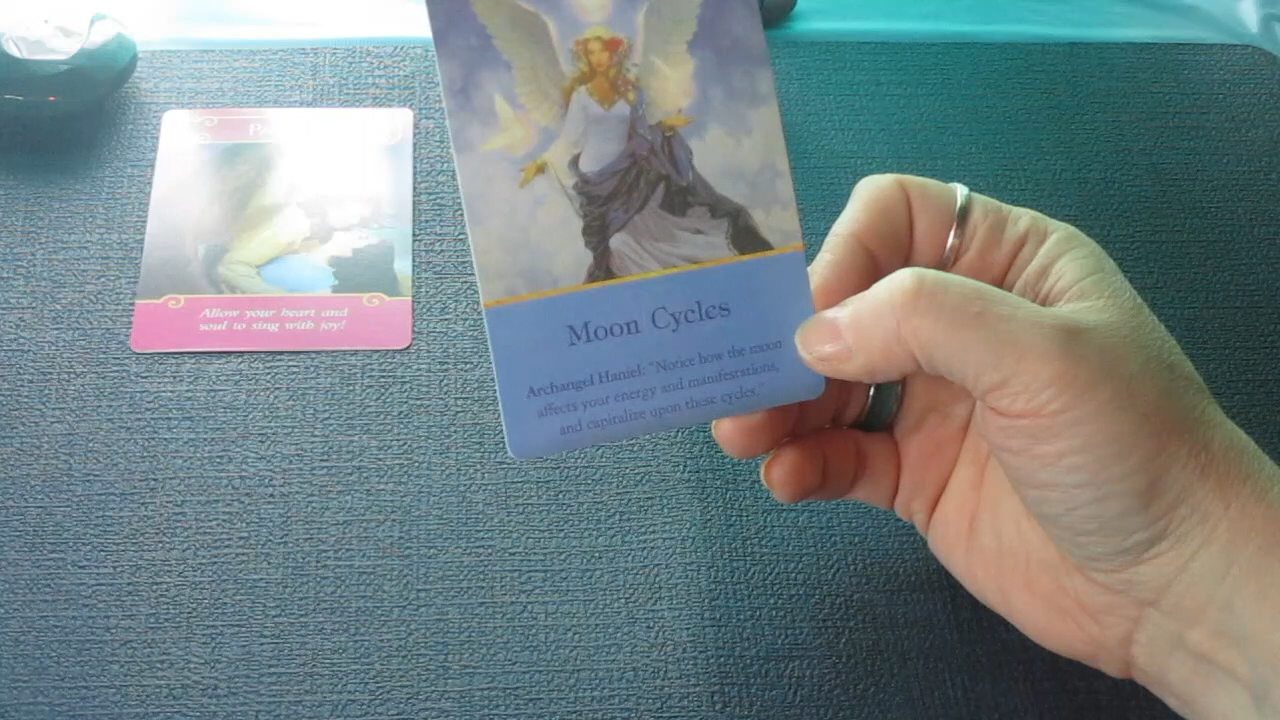 Allow your heart and
soul to sing with joy!
Moon Cycles
Archangel Haniel: "Notice how the moon
affects your energy and manifestations,
and capitalize upon these cycles."